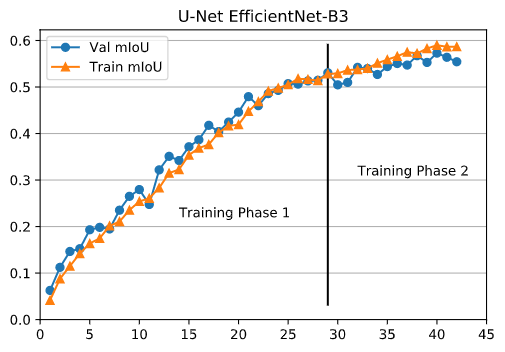 U-Net EfficientNet-B3
0.6
Val mIoU
Train mIoU
0.5
0.4
0.3
Training Phase 2
Training Phase 1
0.2
0.1
0.0
0 5 10 15 20 25 30 35 40 45